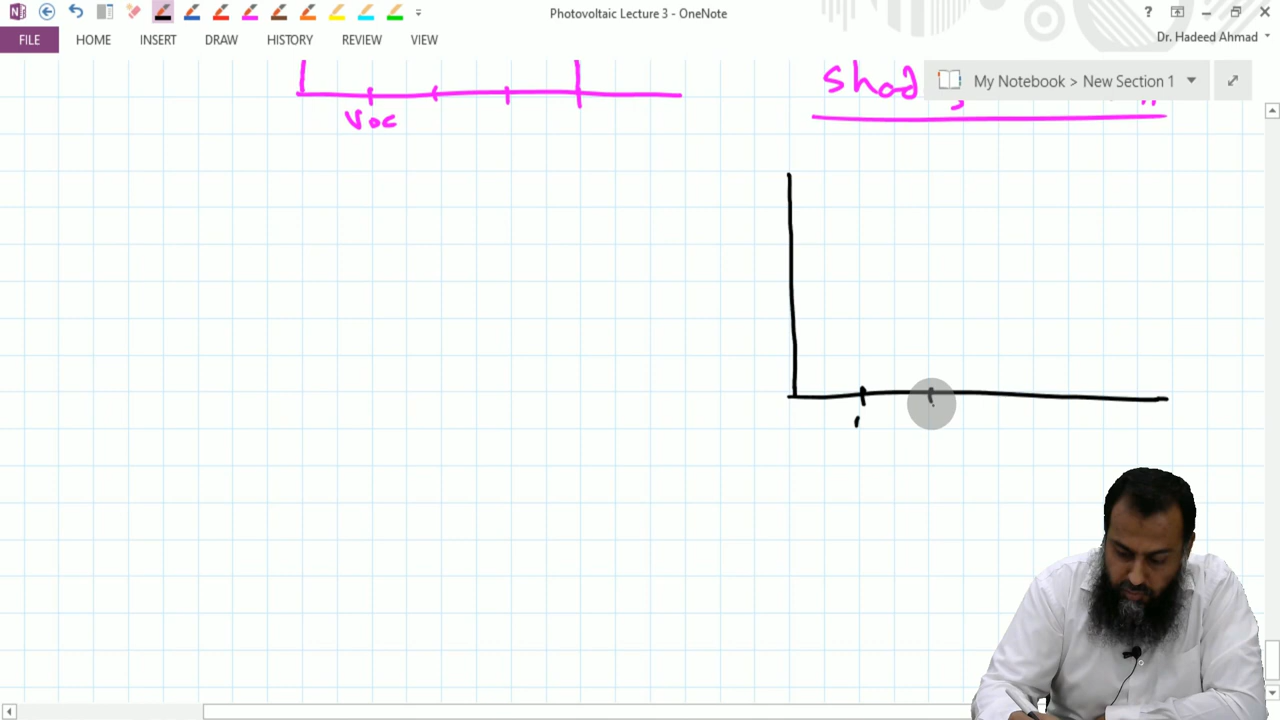 Photovoltaic Lecture 3 - OneNote
?
Dr. Hadeed Ahmad
FILE HOME INSERT DRAW HISTORY REVIEW VIEW
My Notebook > New Section 1
Shad
Voc